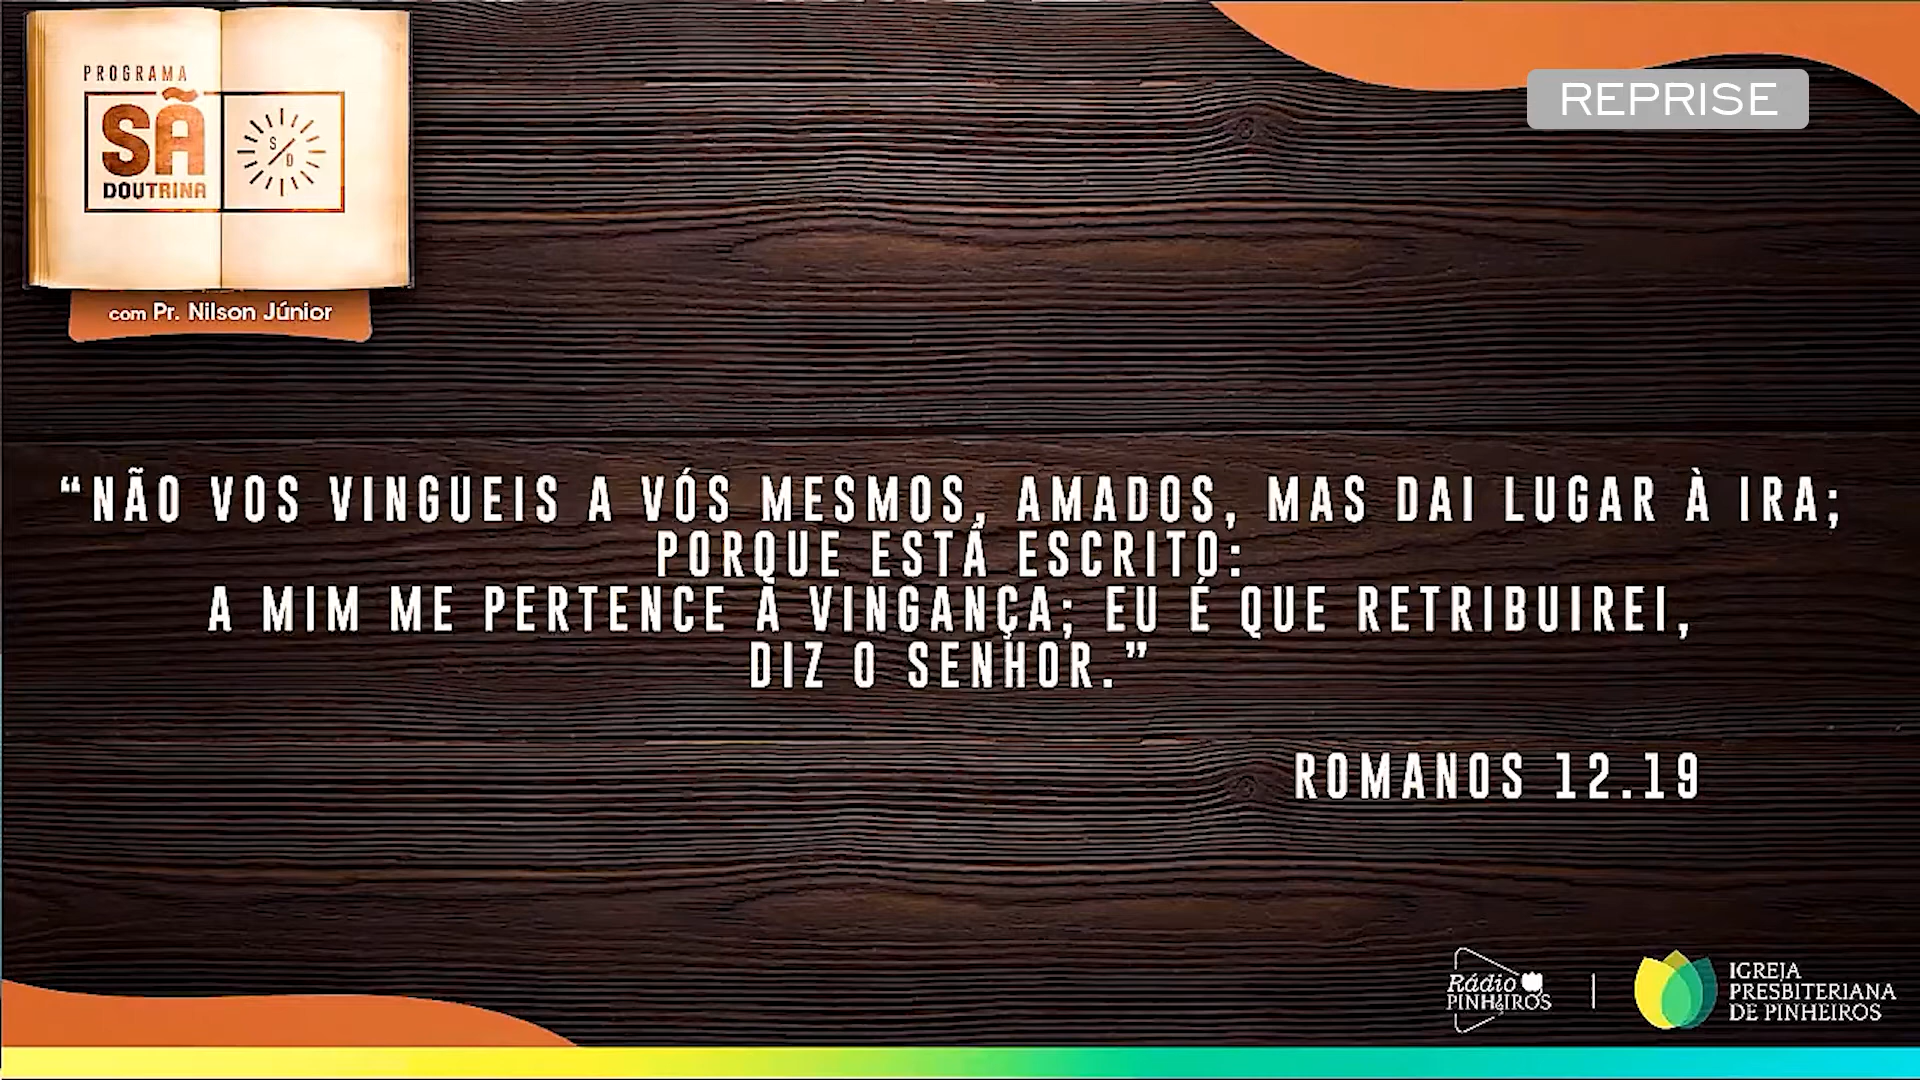 PROGRAMA
SÃ
DOUTRINA
S/D
com Pr. Nilson Júnior
REPRISE
“NÃO VOS VINGUEIS A VÓS MESMOS, AMADOS, MAS DAI LUGAR À IRA;
PORQUE ESTÁ ESCRITO:
A MIM ME PERTENCE A VINGANÇA; EU É QUE RETRIBUIREI,
DIZ O SENHOR.”
ROMANOS 12.19
Rádio
PINHEIROS
IGREJA
PRESBITERIANA
DE PINHEIROS